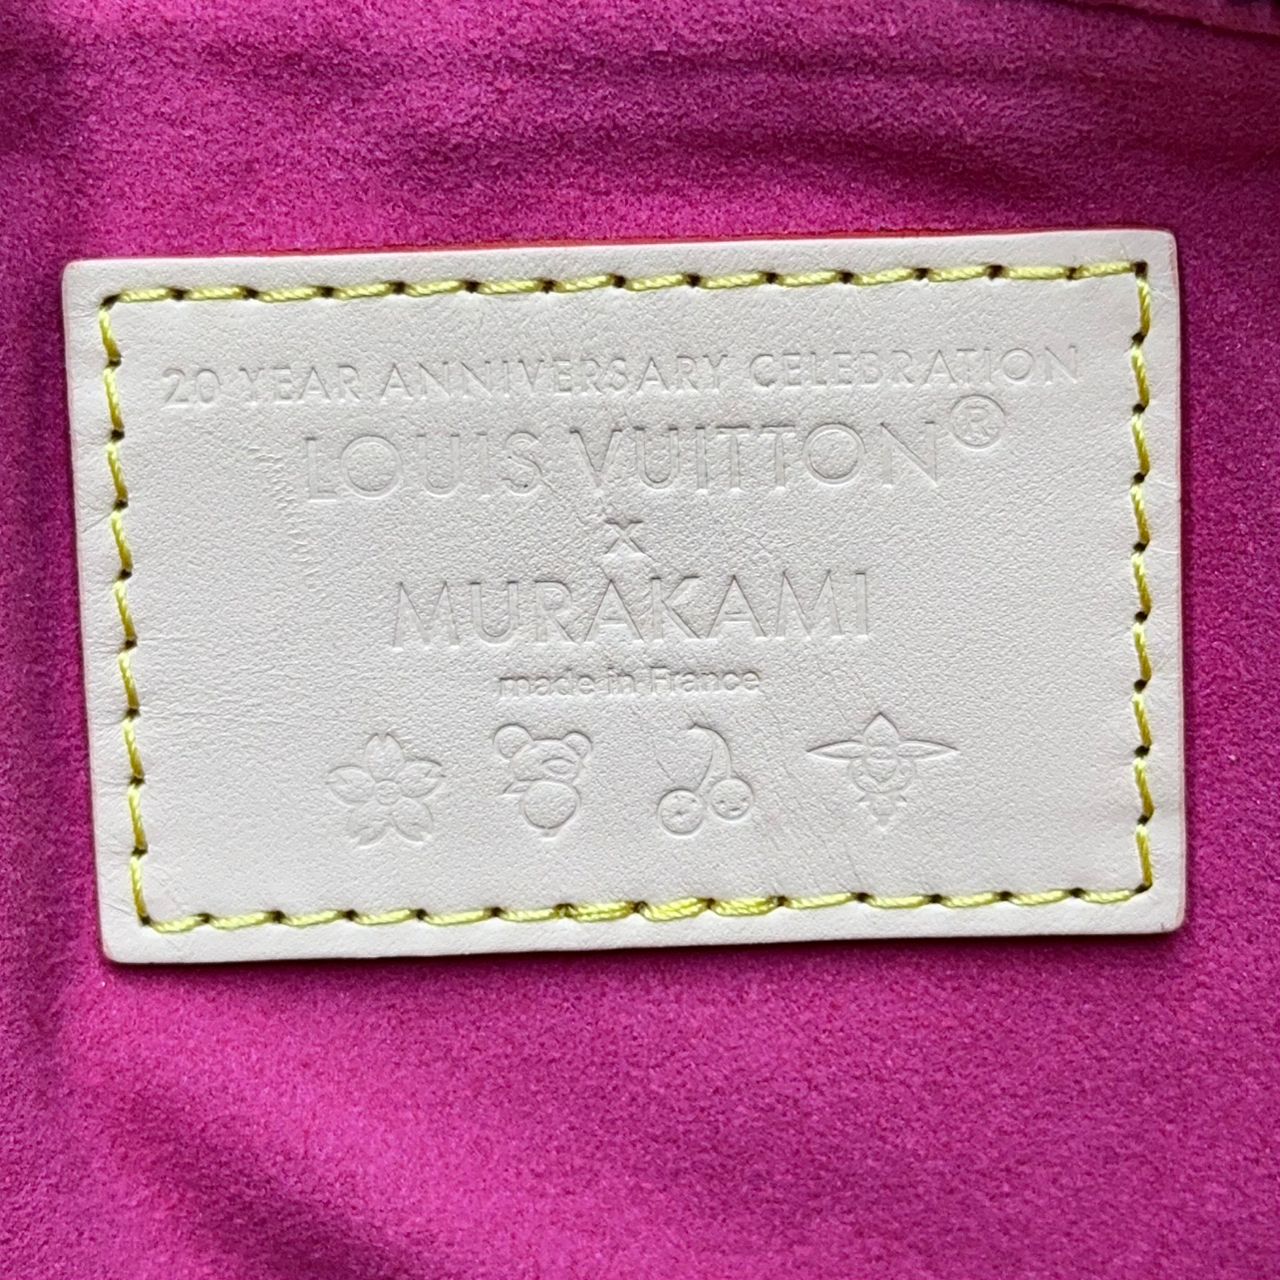 20 YEAR ANNIVERSARY CELEBRATION
LOUIS VUITTON®
x
MURAKAMI
made in France